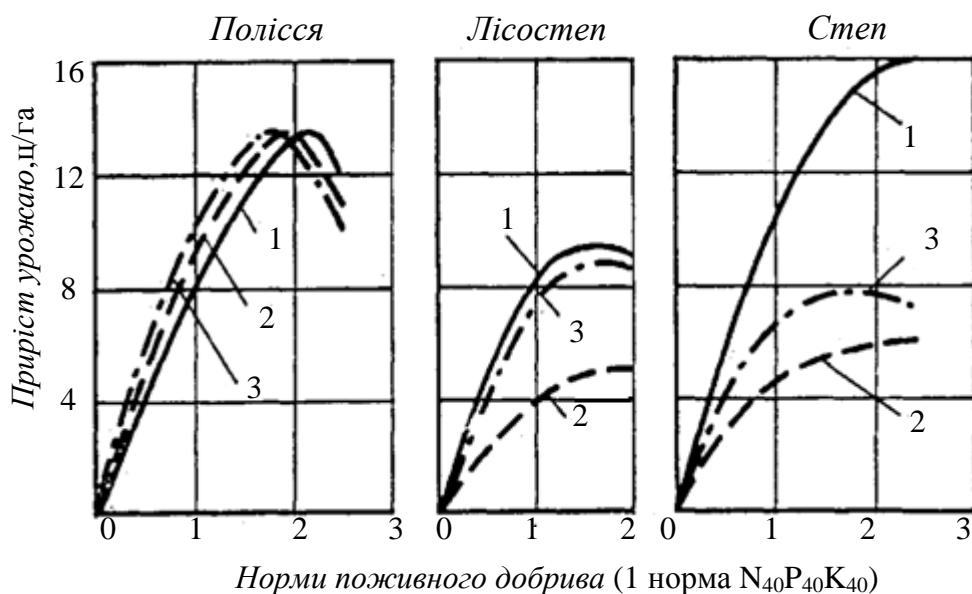 Полісся Лісостеп Степ
Приріст урожаю,ц/га
16
12
8
4
0 1 2 3
1
2
3
0 1 2
1
3
2
0 1 2 3
1
3
2
Норми поживного добрива (1 норма N₄₀P₄₀K₄₀)